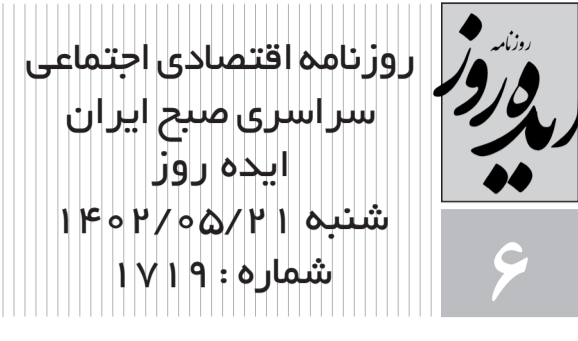 روزنامه
ایده روز
۶
روزنامه اقتصادی اجتماعی
سراسری صبح ایران
ایده روز
شنبه ۱۴۰۲/۰۵/۲۱
شماره : ۱۷۱۹